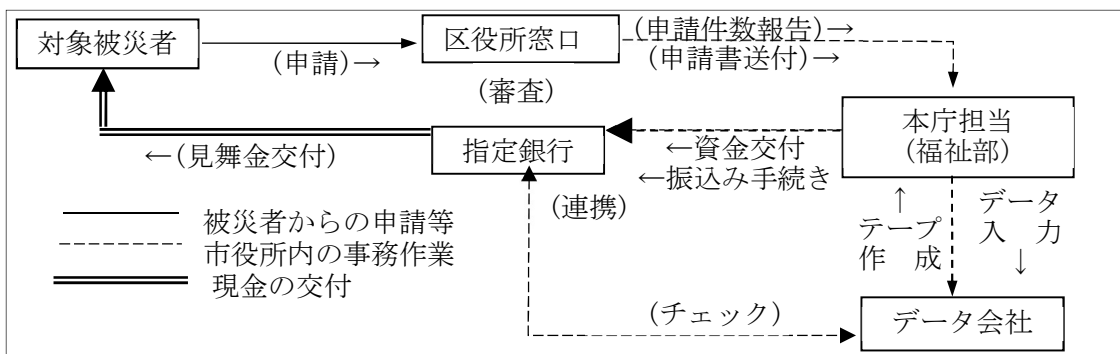 対象被災者
(申請)→
区役所窓口
(審査)
(申請件数報告)→
(申請書送付)→
本庁担当
(福祉部)
←資金交付
←振込み手続き
指定銀行
←(見舞金交付)
(連携)
↑
テープ
作 成
データ
入 力
↓
(チェック)
データ会社
被災者からの申請等
市役所内の事務作業
現金の交付